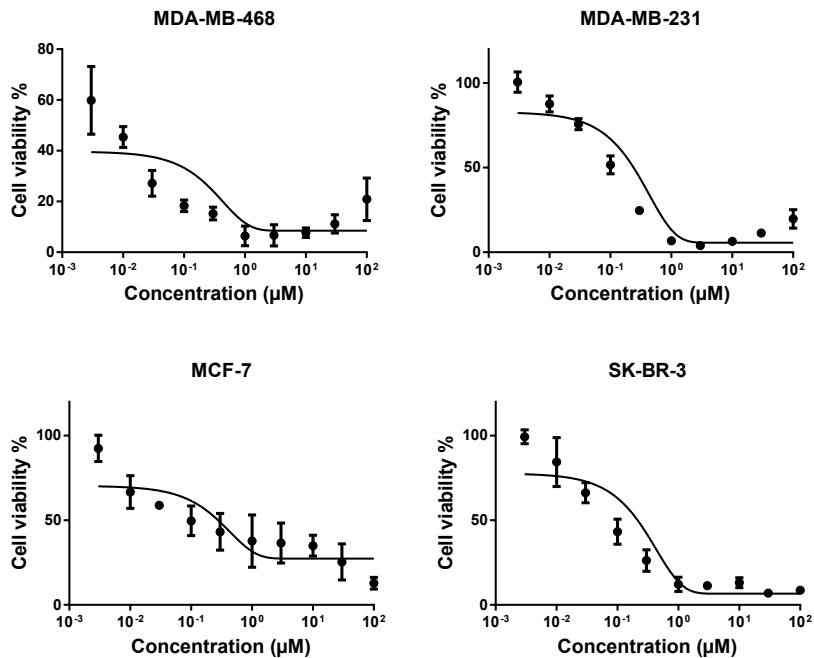 MDA-MB-468
Cell viability %
80
60
40
20
0
10⁻³ 10⁻² 10⁻¹ 10⁰ 10¹ 10²
Concentration (μM)
MDA-MB-231
Cell viability %
100
50
0
10⁻³ 10⁻² 10⁻¹ 10⁰ 10¹ 10²
Concentration (μM)
MCF-7
Cell viability %
100
50
0
10⁻³ 10⁻² 10⁻¹ 10⁰ 10¹ 10²
Concentration (μM)
SK-BR-3
Cell viability %
100
50
0
10⁻³ 10⁻² 10⁻¹ 10⁰ 10¹ 10²
Concentration (μM)